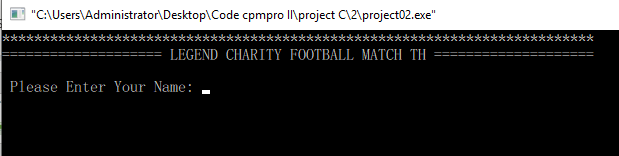 "C:\Users\Administrator\Desktop\Code cpmpro II\project C\2\project02.exe"
**************************************************************************
==================== LEGEND CHARITY FOOTBALL MATCH TH ====================
Please Enter Your Name: